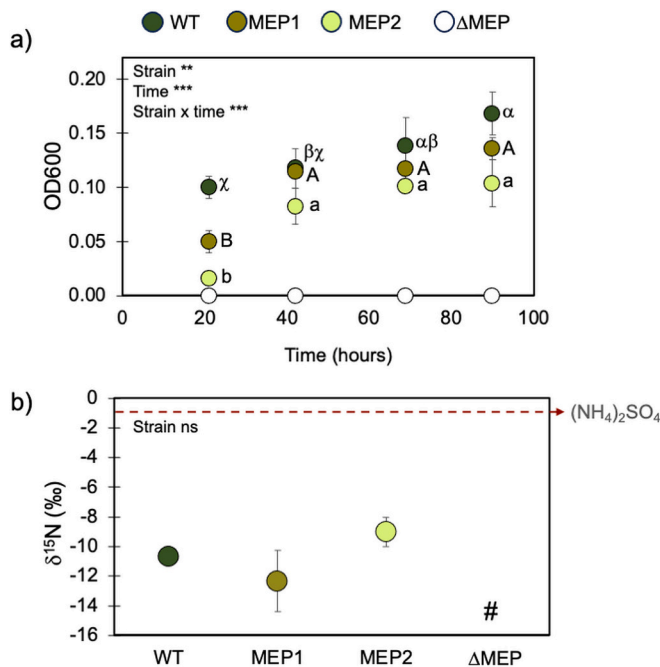 WT MEP1 MEP2 ΔMEP
a)
Strain **
Time ***
Strain x time ***
0.20
0.15
0.10
0.05
0.00
OD600
χ
B
b
βχ
A
a
αβ
A
a
α
A
a
0 20 40 60 80 100
Time (hours)
b)
0
-2
-4
-6
-8
-10
-12
-14
-16
δ¹⁵N (‰)
Strain ns
(NH₄)₂SO₄
#
WT MEP1 MEP2 ΔMEP